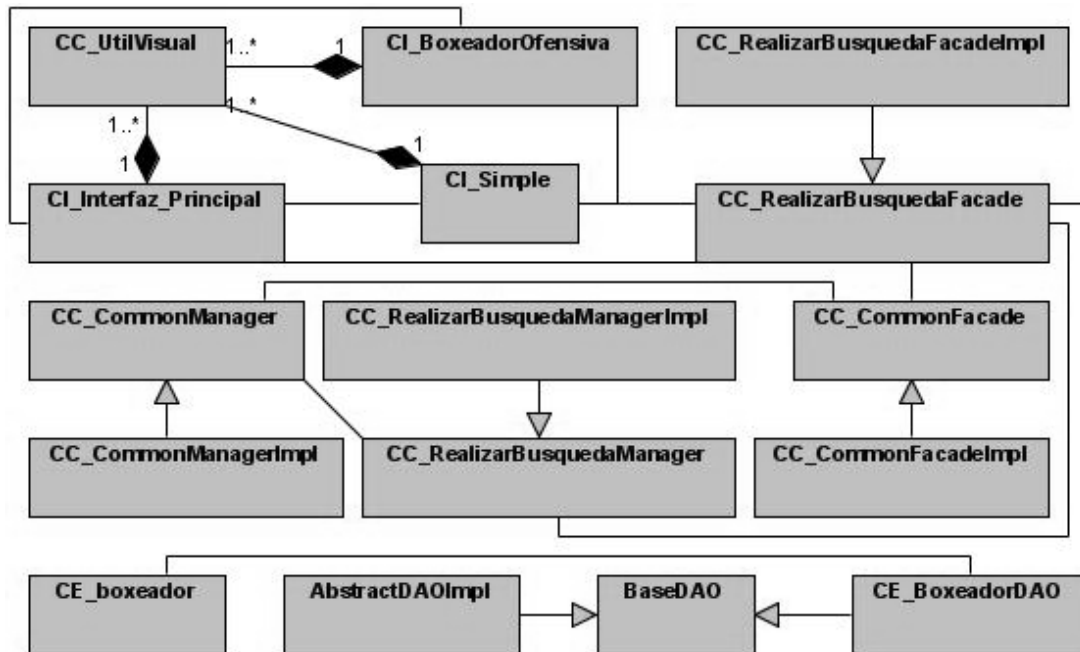 CC_UtilVisual
1..*
1
CI_BoxeadorOfensiva
CC_RealizarBusquedaFacadeImpl
1..*
1..*
1
1
CI_Simple
CI_Interfaz_Principal
CC_RealizarBusquedaFacade
CC_CommonManager
CC_RealizarBusquedaManagerImpl
CC_CommonFacade
CC_CommonManagerImpl
CC_RealizarBusquedaManager
CC_CommonFacadeImpl
CE_boxeador
AbstractDAOImpl
BaseDAO
CE_BoxeadorDAO